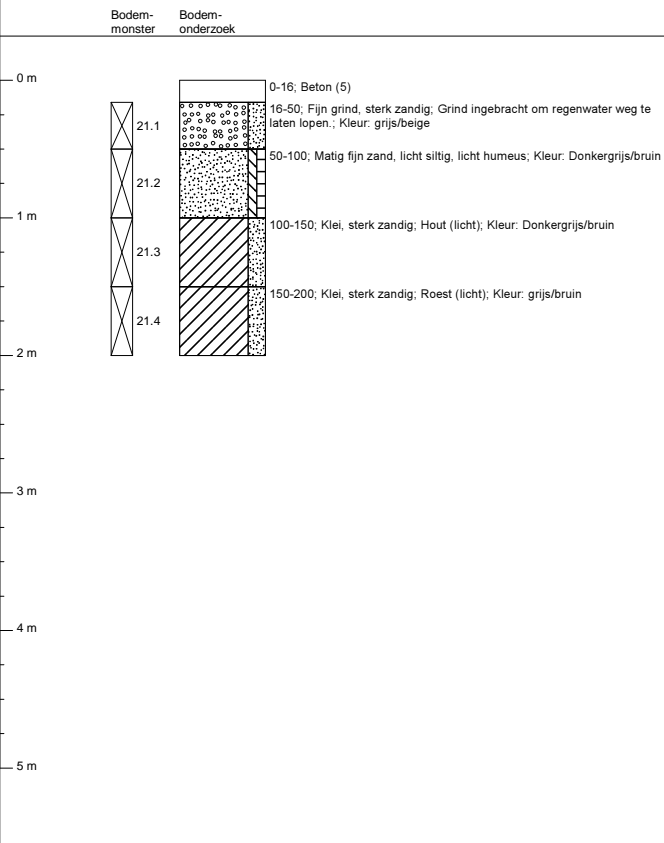 Bodem-
monster
Bodem-
onderzoek
0 m
0-16; Beton (5)
16-50; Fijn grind, sterk zandig; Grind ingebracht om regenwater weg te
laten lopen.; Kleur: grijs/beige
21.1
50-100; Matig fijn zand, licht siltig, licht humeus; Kleur: Donkergrijs/bruin
21.2
1 m
100-150; Klei, sterk zandig; Hout (licht); Kleur: Donkergrijs/bruin
21.3
150-200; Klei, sterk zandig; Roest (licht); Kleur: grijs/bruin
21.4
2 m
3 m
4 m
5 m